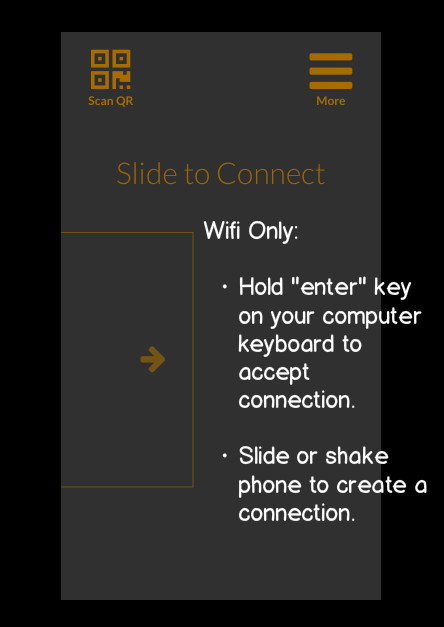 Scan QR
More
Slide to Connect
Wifi Only:
• Hold "enter" key
on your computer
keyboard to
accept
connection.
• Slide or shake
phone to create a
connection.